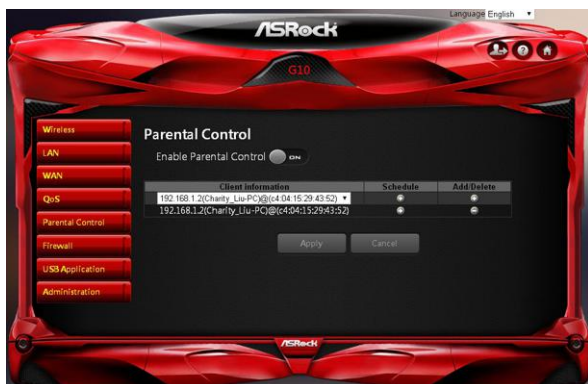 Language English
ASRock
G10
Wireless
LAN
WAN
QoS
Parental Control
Firewall
USB Application
Administration
Parental Control
Enable Parental Control ON
Client information Schedule Add/Delete
192.168.1.2(Charity_Liu-PC)@(c4:04:15:29:43:52)
192.168.1.2(Charity_Liu-PC)@(c4:04:15:29:43:52)
Apply Cancel
ASRock